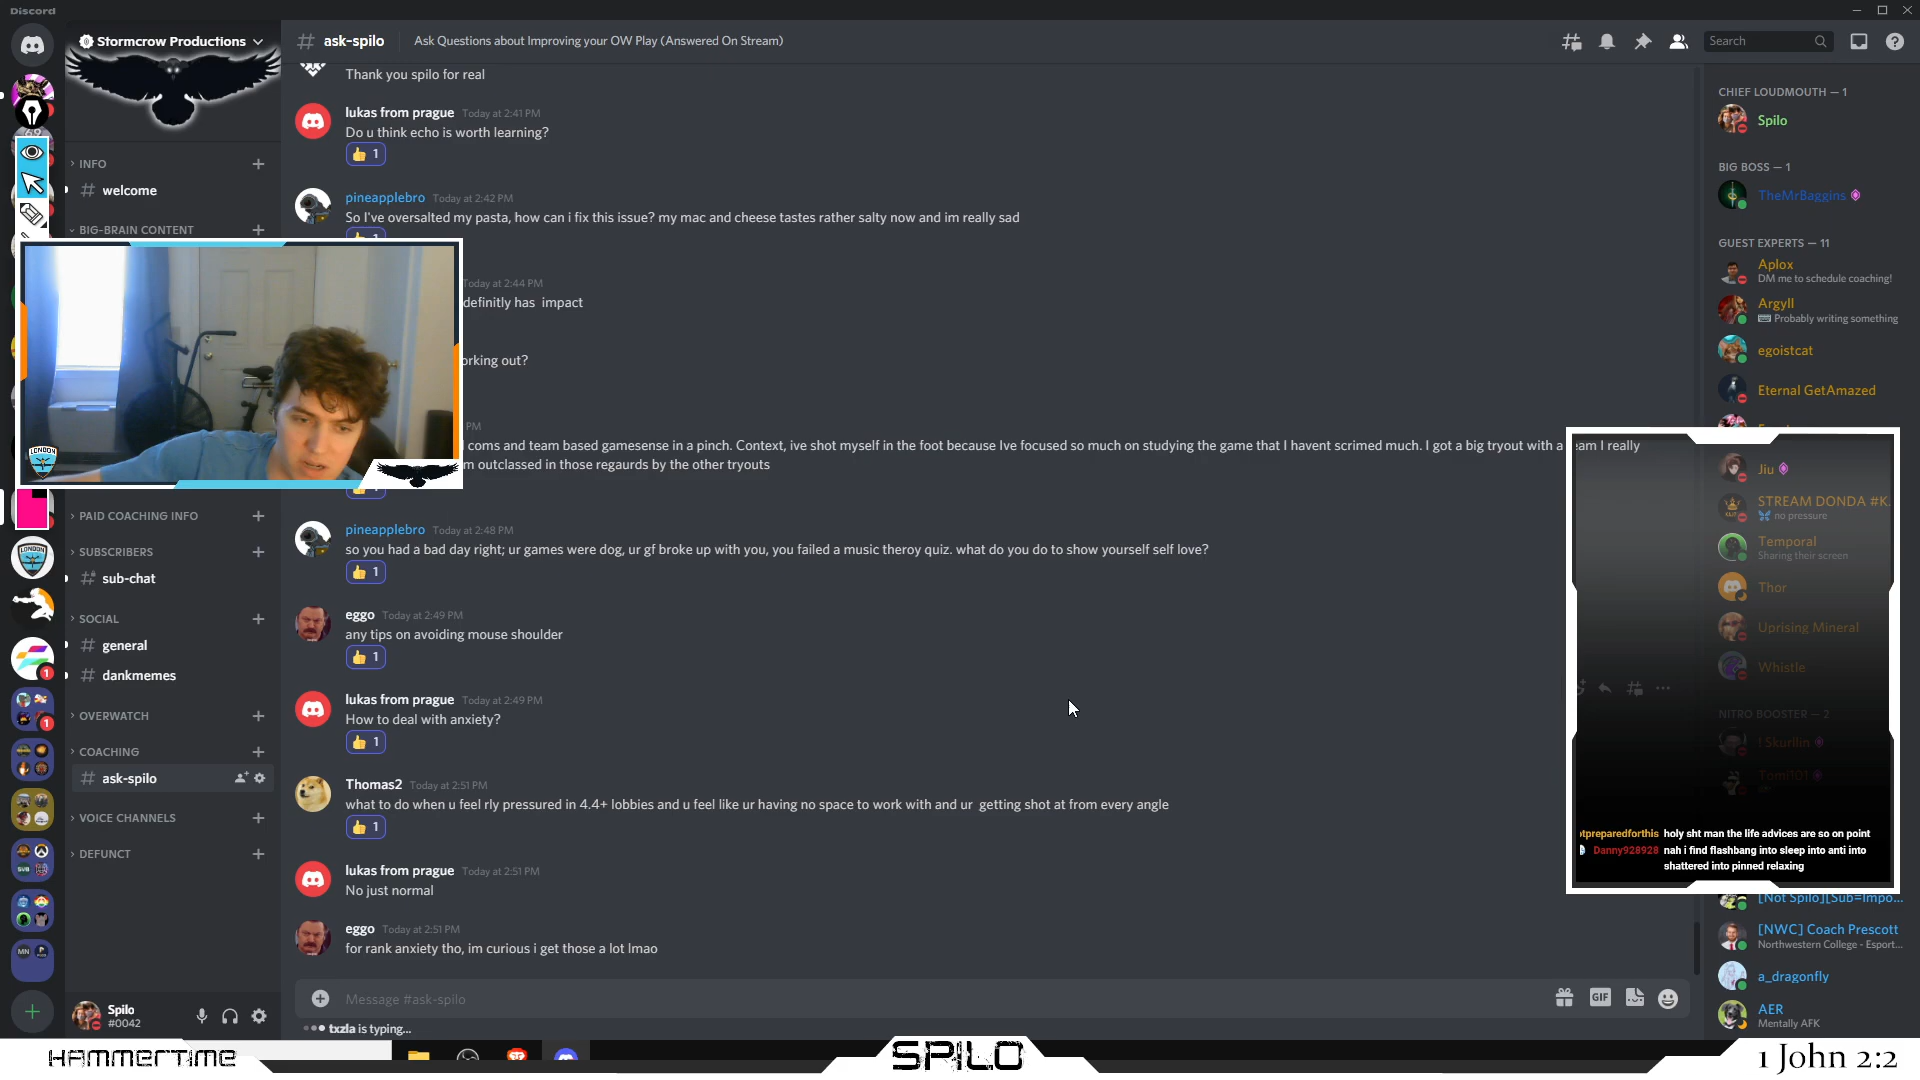 Discord
Stormcrow Productions
ask-spilo
Ask Questions about Improving your OW Play (Answered On Stream)
Search
INFO
welcome
BIG-BRAIN CONTENT
PAID COACHING INFO
SUBSCRIBERS
sub-chat
SOCIAL
general
dankmemes
OVERWATCH
COACHING
ask-spilo
VOICE CHANNELS
DEFUNCT
Spilo
#0042
Thank you spilo for real
lukas from prague Today at 2:41 PM
Do u think echo is worth learning?
1
pineapplebro Today at 2:42 PM
So I've oversalted my pasta, how can i fix this issue? my mac and cheese tastes rather salty now and im really sad
1
Today at 2:44 PM
definitly has impact
orking out?
PM
coms and team based gamesense in a pinch. Context, ive shot myself in the foot because Ive focused so much on studying the game that I havent scrimed much. I got a big tryout with a team I really
m outclassed in those regaurds by the other tryouts
1
pineapplebro Today at 2:48 PM
so you had a bad day right; ur games were dog, ur gf broke up with you, you failed a music theroy quiz. what do you do to show yourself self love?
1
eggo Today at 2:49 PM
any tips on avoiding mouse shoulder
1
lukas from prague Today at 2:49 PM
How to deal with anxiety?
1
Thomas2 Today at 2:51 PM
what to do when u feel rly pressured in 4.4+ lobbies and u feel like ur having no space to work with and ur getting shot at from every angle
1
lukas from prague Today at 2:51 PM
No just normal
eggo Today at 2:51 PM
for rank anxiety tho, im curious i get those a lot lmao
Message #ask-spilo
GIF
txzla is typing...
CHIEF LOUDMOUTH — 1
Spilo
BIG BOSS — 1
TheMrBaggins
GUEST EXPERTS — 11
Aplox
DM me to schedule coaching!
Argyll
Probably writing something
egoistcat
Eternal GetAmazed
Jiu
STREAM DONDA #K.
no pressure
Temporal
Sharing their screen
Thor
Uprising Mineral
Whistle
NITRO BOOSTER — 2
! Skurilin
Tomi101
tpreparedforthis holy sht man the life advices are so on point
Danny928928 nah i find flashbang into sleep into anti into
shattered into pinned relaxing
[Not Spilo][Sub=Impo...
[NWC] Coach Prescott
Northwestern College - Esport...
a_dragonfly
AER
Mentally AFK
LONDON
LONDON
1
1
HAMMERTIME
SPILO
1 John 2:2